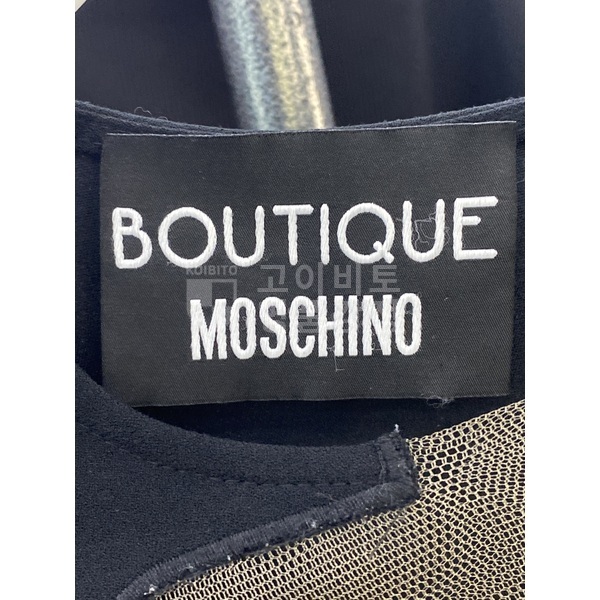 BOUTIQUE
KOIBITO
고이비토
MOSCHINO